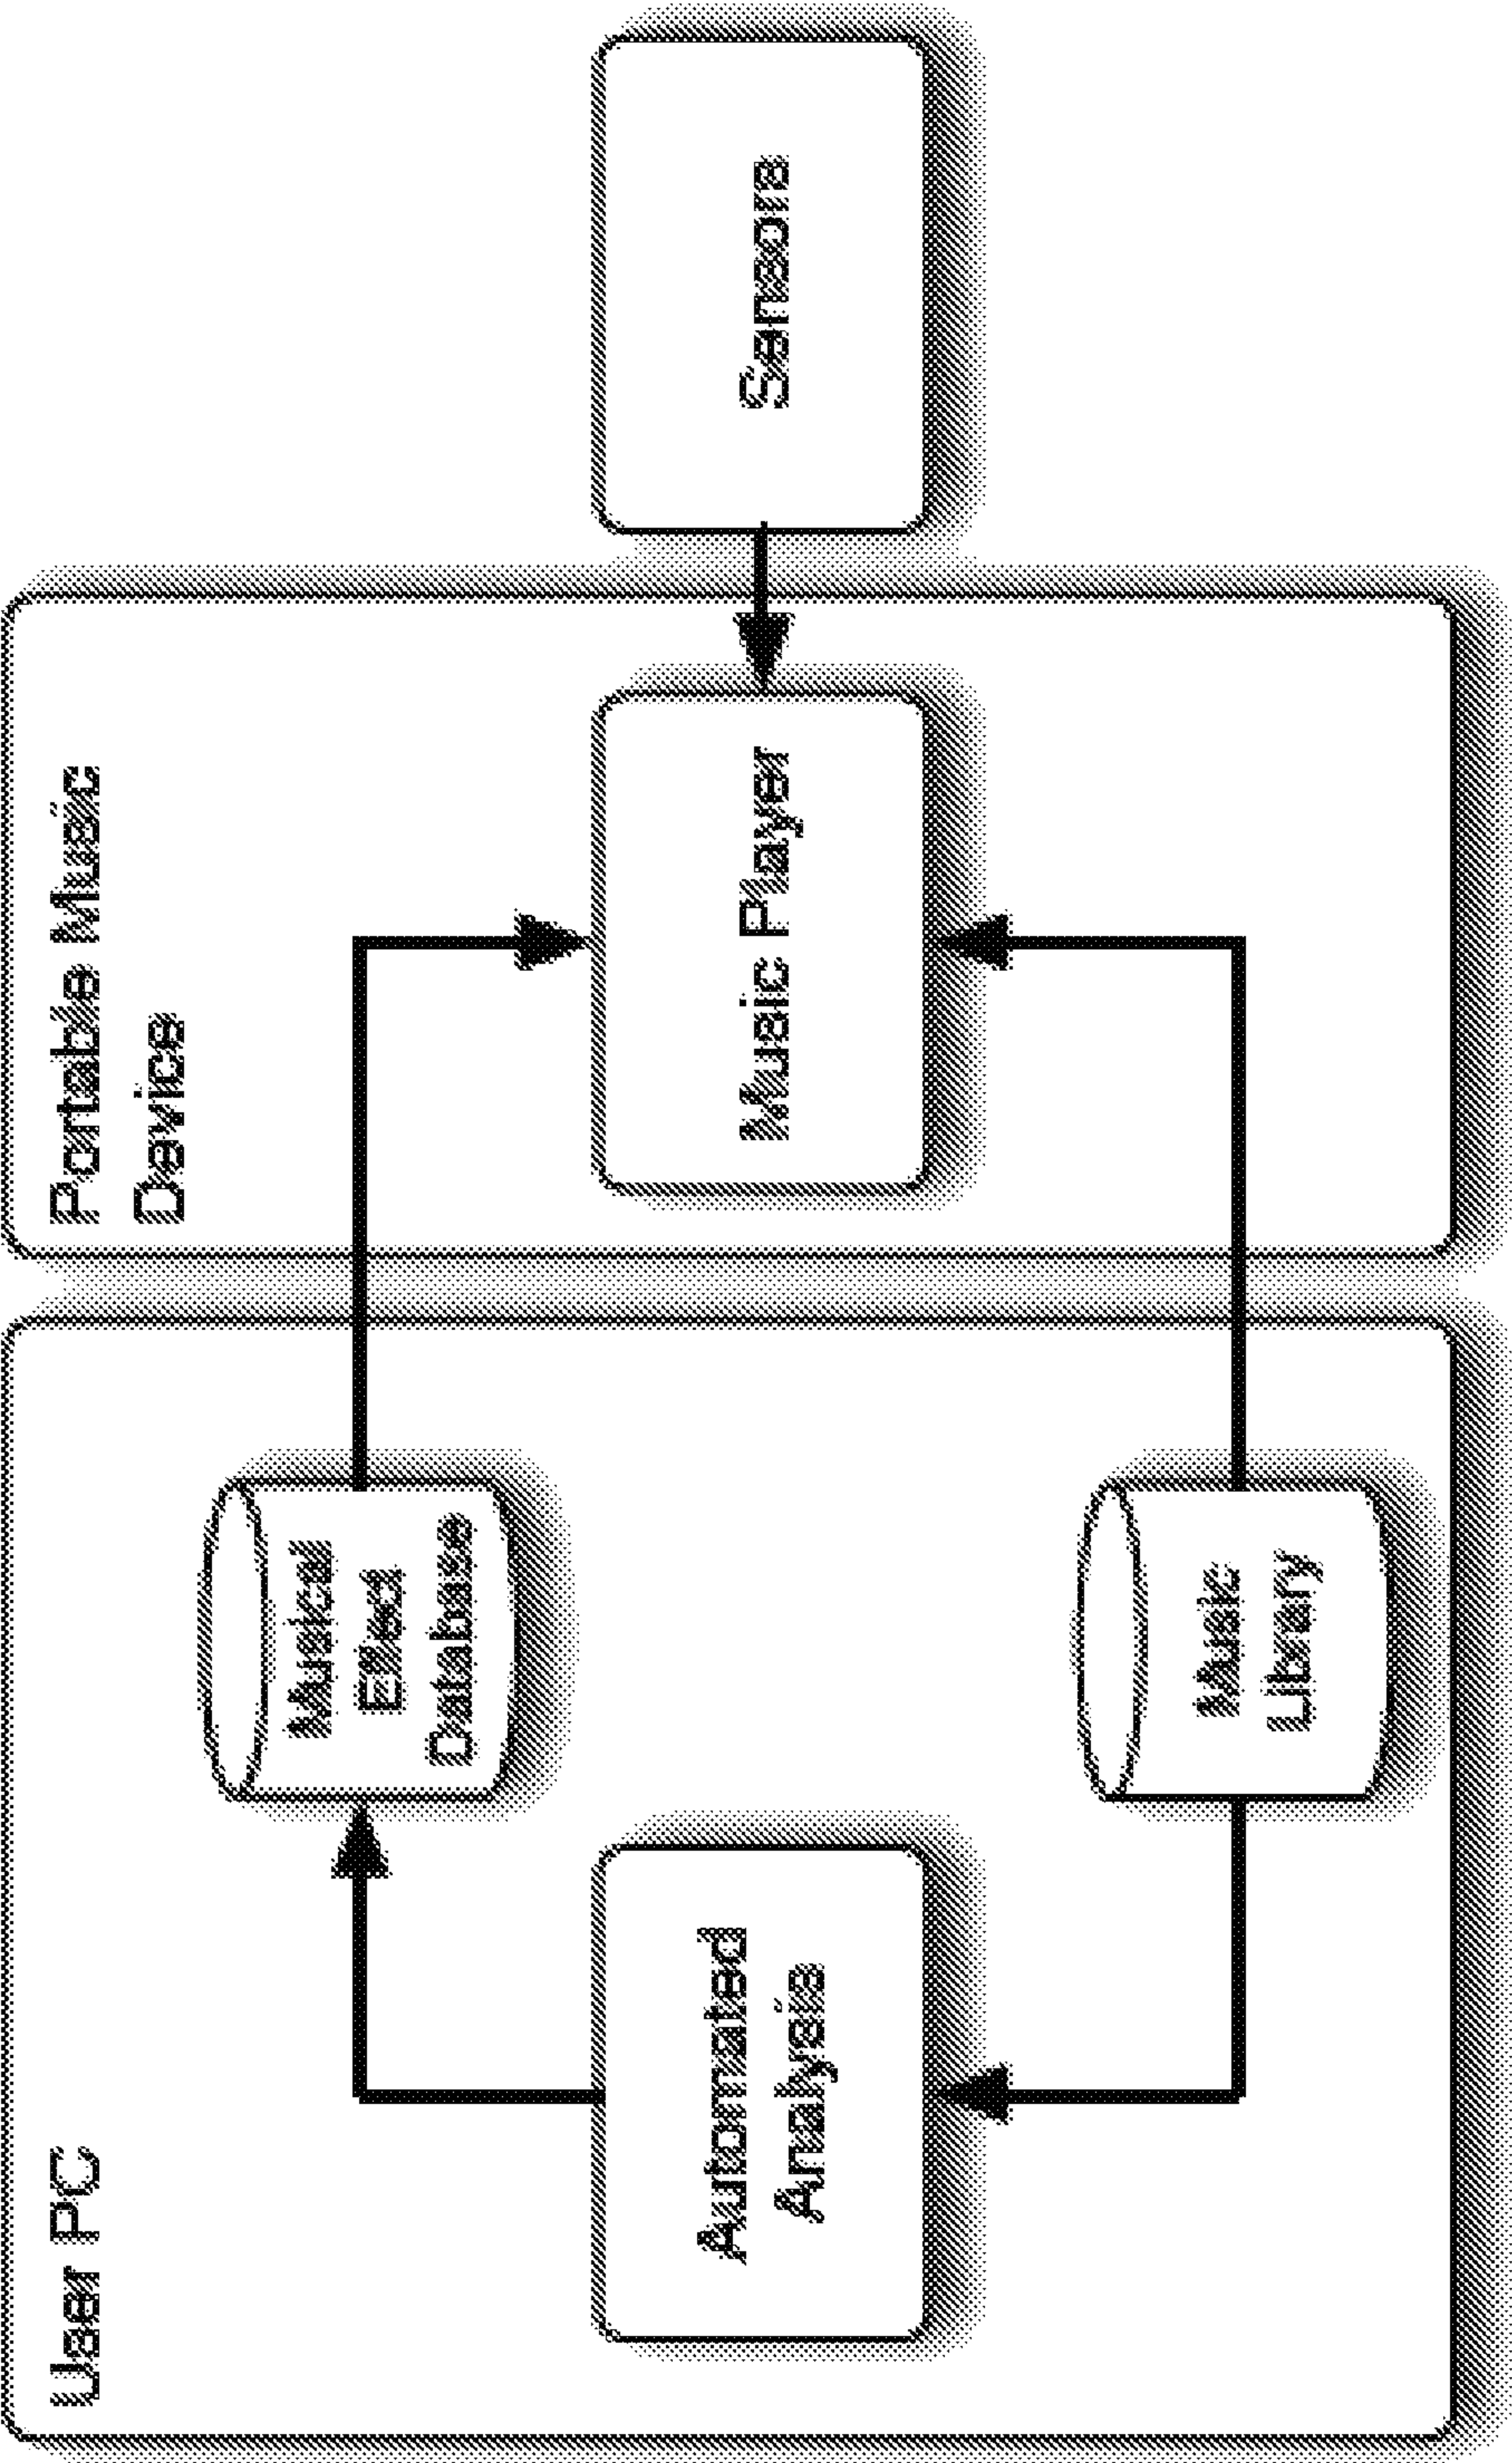 User PC
Automated
Analysis
Musical
Effect
Database
Music
Library
Portable Music
Device
Music Player
Sensors